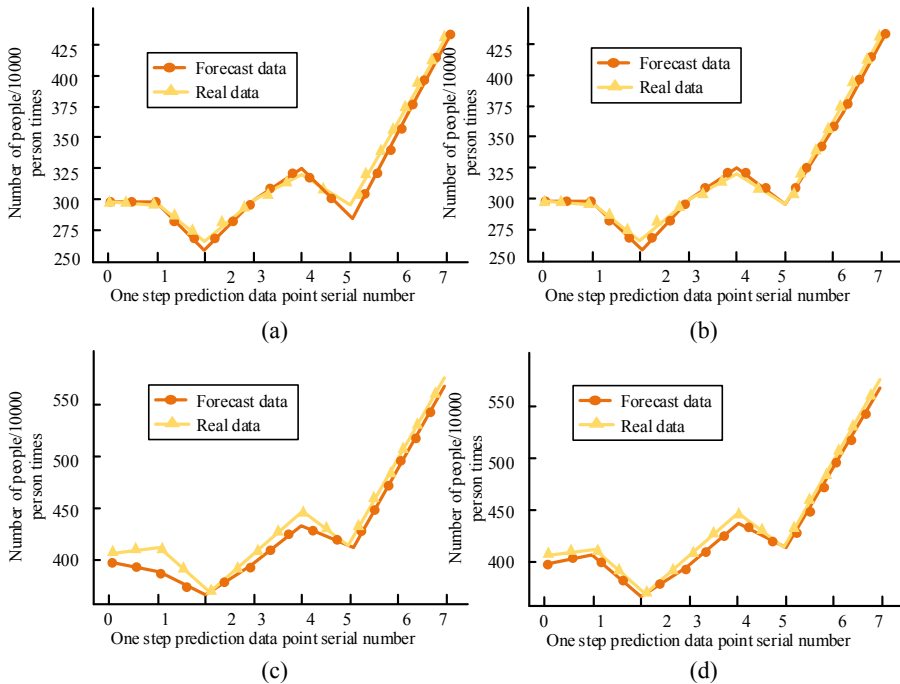 Number of people/10000
person times
425
400
375
350
325
300
275
250
Forecast data
Real data
0 1 2 3 4 5 6 7
One step prediction data point serial number
(a)
Number of people/10000
person times
425
400
375
350
325
300
275
250
Forecast data
Real data
0 1 2 3 4 5 6 7
One step prediction data point serial number
(b)
Number of people/10000
person times
550
500
450
400
Forecast data
Real data
0 1 2 3 4 5 6 7
One step prediction data point serial number
(c)
Number of people/10000
person times
550
500
450
400
Forecast data
Real data
0 1 2 3 4 5 6 7
One step prediction data point serial number
(d)